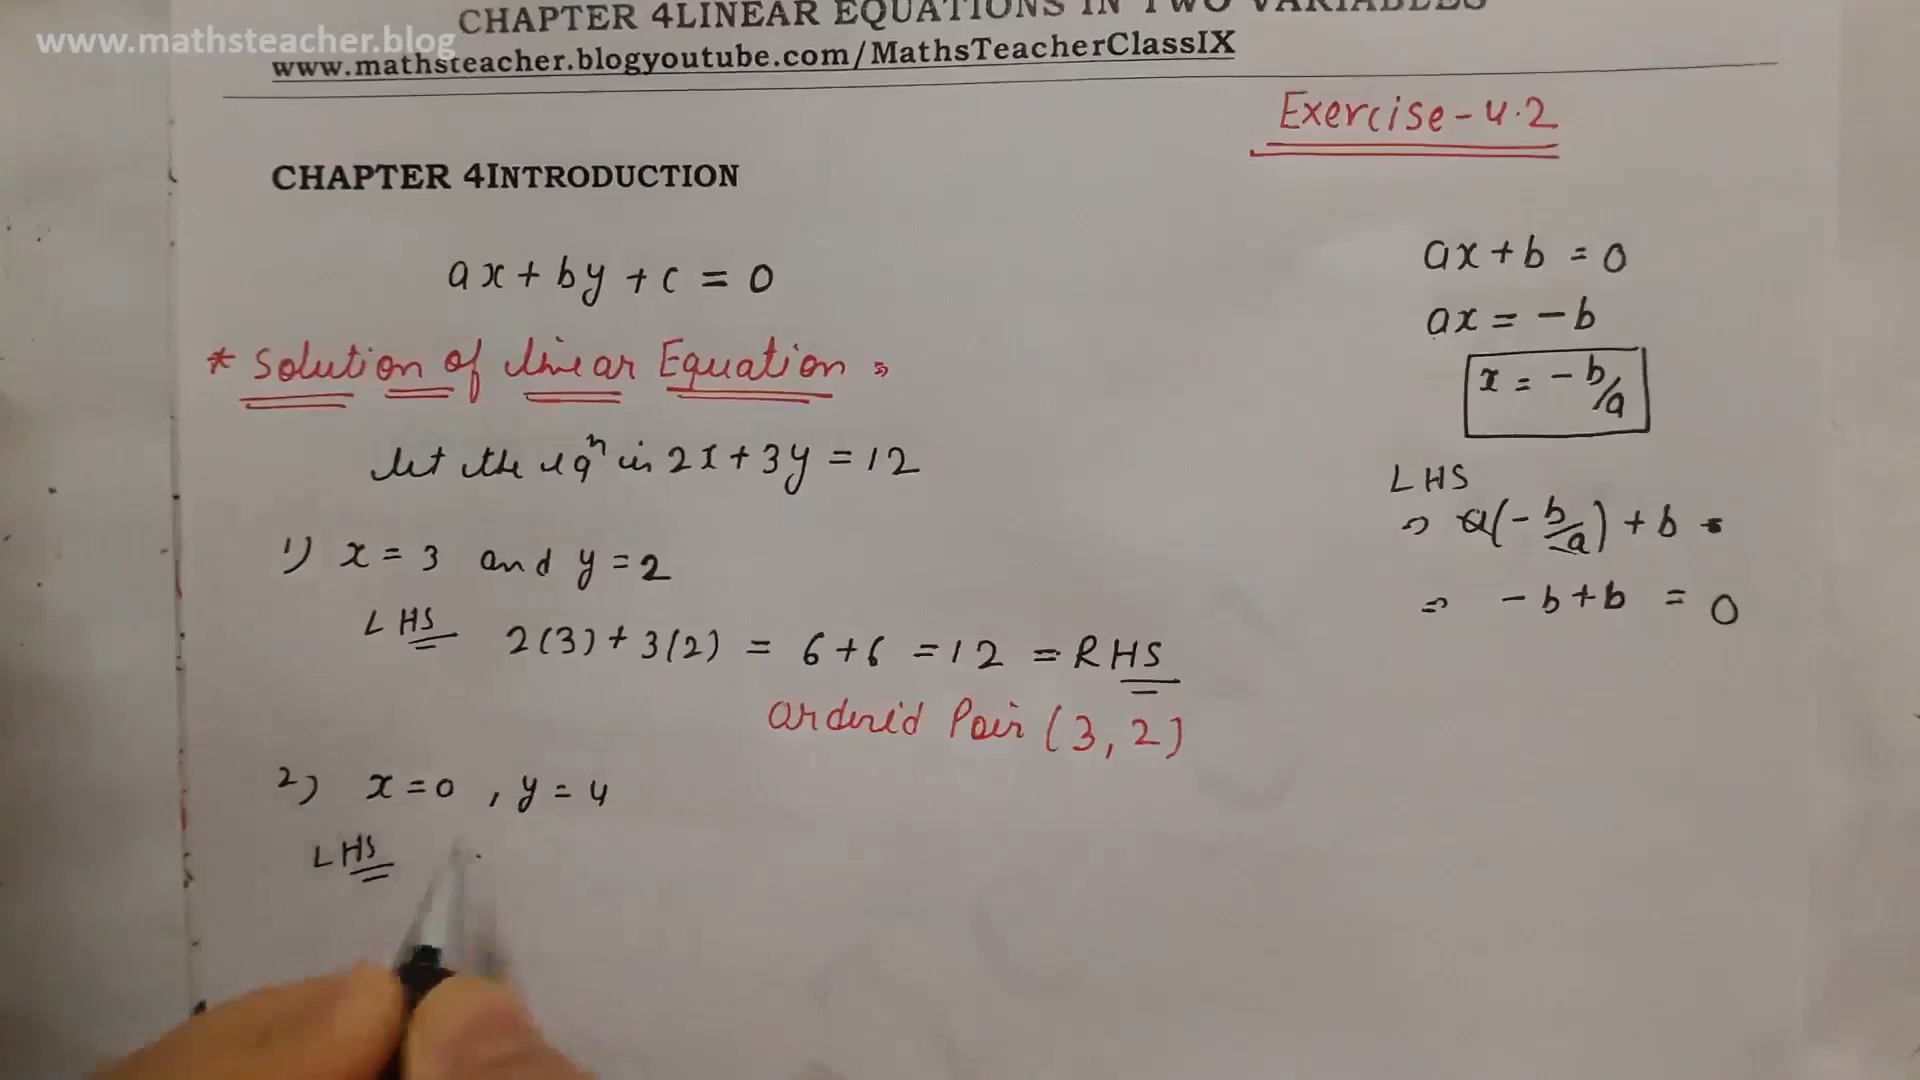 CHAPTER 4LINEAR EQUATIONS IN TWO VARIABLES
www.mathsteacher.blog
www.mathsteacher.blogyoutube.com/MathsTeacherClassIX
Exercise - 4.2
CHAPTER 4INTRODUCTION
ax + by + c = 0
* Solution of linear Equation ⇒
let the eqⁿ is 2x + 3y = 12
1) x = 3 and y = 2
LHS 2(3) + 3(2) = 6 + 6 = 12 = RHS
ordered Pair (3, 2)
2) x = 0 , y = 4
LHS
ax + b = 0
ax = - b
x = - b/a
LHS
⇒ a(- b/a) + b =
⇒ - b + b = 0